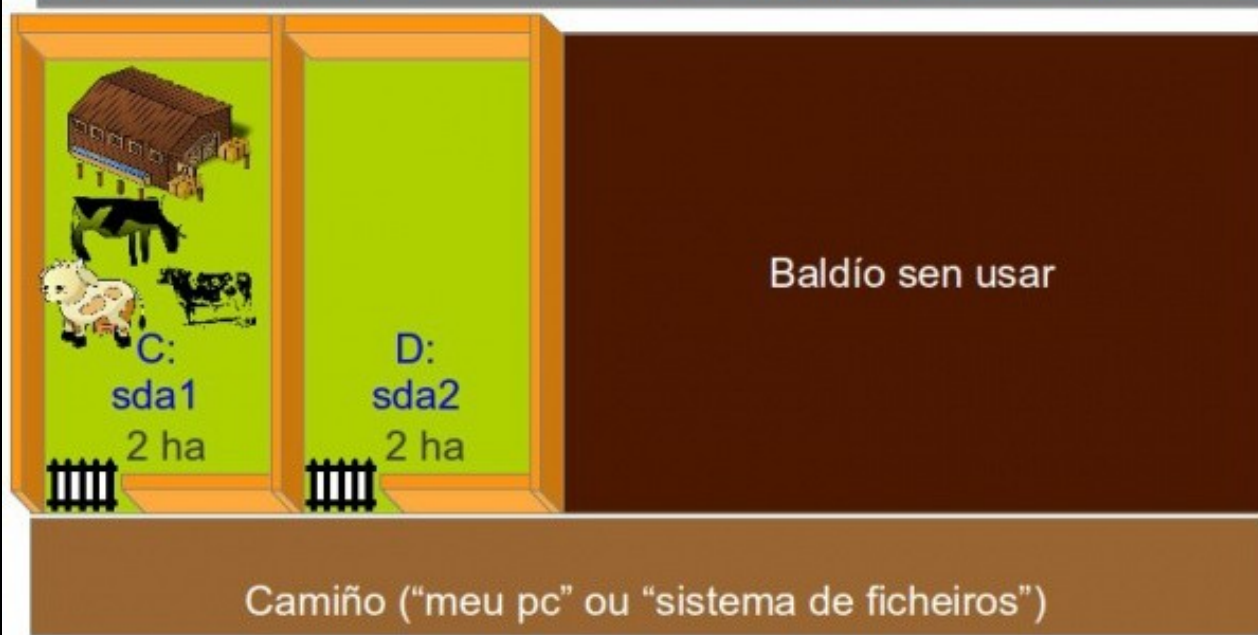 Baldío sen usar
C:
sda1
2 ha
D:
sda2
2 ha
Camiño (“meu pc” ou “sistema de ficheiros”)